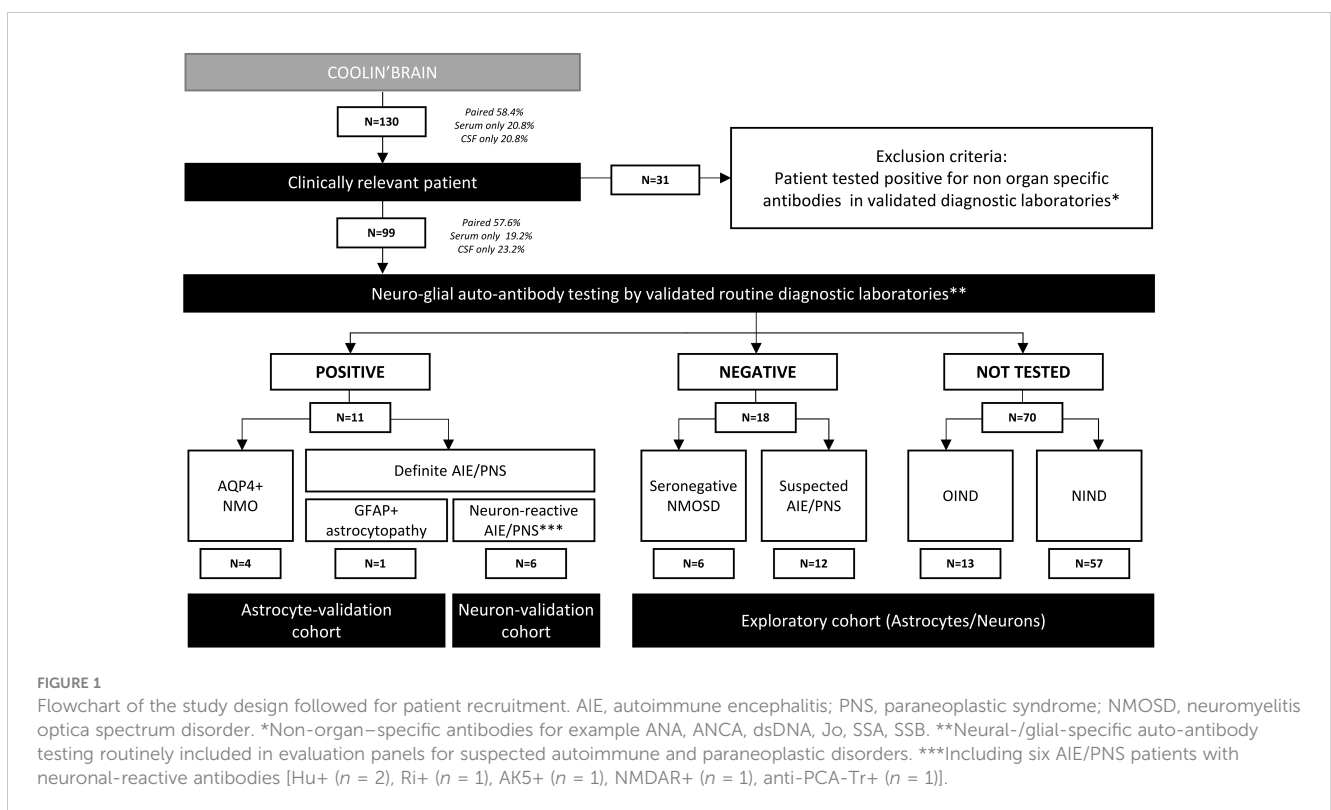 COOLIN'BRAIN
N=130
Paired 58.4%
Serum only 20.8%
CSF only 20.8%
Clinically relevant patient
N=31
Exclusion criteria:
Patient tested positive for non organ specific
antibodies in validated diagnostic laboratories*
N=99
Paired 57.6%
Serum only 19.2%
CSF only 23.2%
Neuro-glial auto-antibody testing by validated routine diagnostic laboratories**
POSITIVE
NEGATIVE
NOT TESTED
N=11
N=18
N=70
AQP4+
NMO
Definite AIE/PNS
GFAP+
astrocytopathy
Neuron-reactive
AIE/PNS***
Seronegative
NMOSD
Suspected
AIE/PNS
OIND
NIND
N=4
N=1
N=6
N=6
N=12
N=13
N=57
Astrocyte-validation
cohort
Neuron-validation
cohort
Exploratory cohort (Astrocytes/Neurons)
FIGURE 1
Flowchart of the study design followed for patient recruitment. AIE, autoimmune encephalitis; PNS, paraneoplastic syndrome; NMOSD, neuromyelitis
optica spectrum disorder. *Non-organ–specific antibodies for example ANA, ANCA, dsDNA, Jo, SSA, SSB. **Neural-/glial-specific auto-antibody
testing routinely included in evaluation panels for suspected autoimmune and paraneoplastic disorders. ***Including six AIE/PNS patients with
neuronal-reactive antibodies [Hu+ (n = 2), Ri+ (n = 1), AK5+ (n = 1), NMDAR+ (n = 1), anti-PCA-Tr+ (n = 1)].